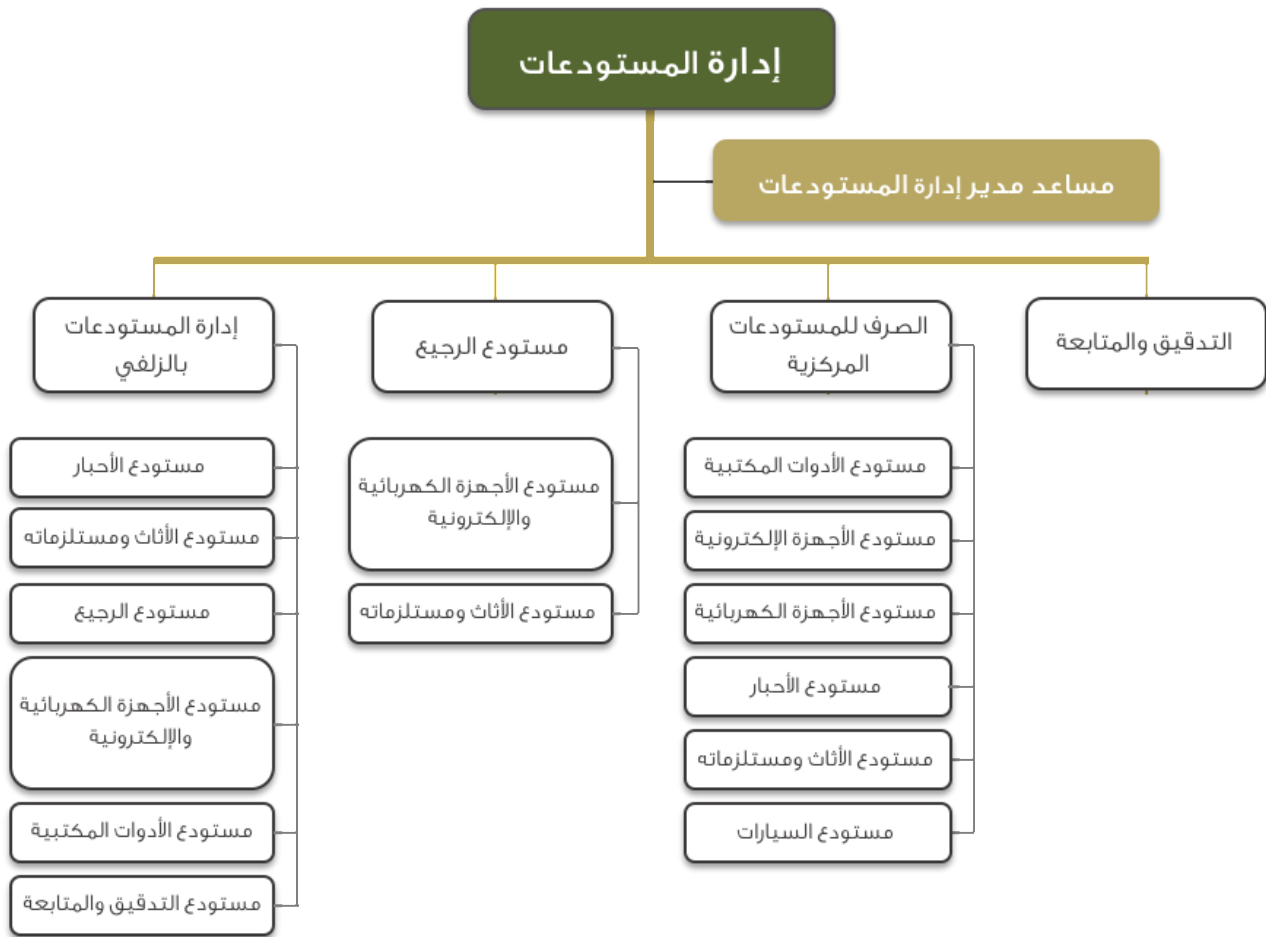 إدارة المستودعات
مساعد مدير إدارة المستودعات
التدقيق والمتابعة
الصرف للمستودعات
المركزية
مستودع الأدوات المكتبية
مستودع الأجهزة الإلكترونية
مستودع الأجهزة الكهربائية
مستودع الأحبار
مستودع الأثاث ومستلزماته
مستودع السيارات
مستودع الرجيع
مستودع الأجهزة الكهربائية
والإلكترونية
مستودع الأثاث ومستلزماته
إدارة المستودعات
بالزلفي
مستودع الأحبار
مستودع الأثاث ومستلزماته
مستودع الرجيع
مستودع الأجهزة الكهربائية
والإلكترونية
مستودع الأدوات المكتبية
مستودع التدقيق والمتابعة